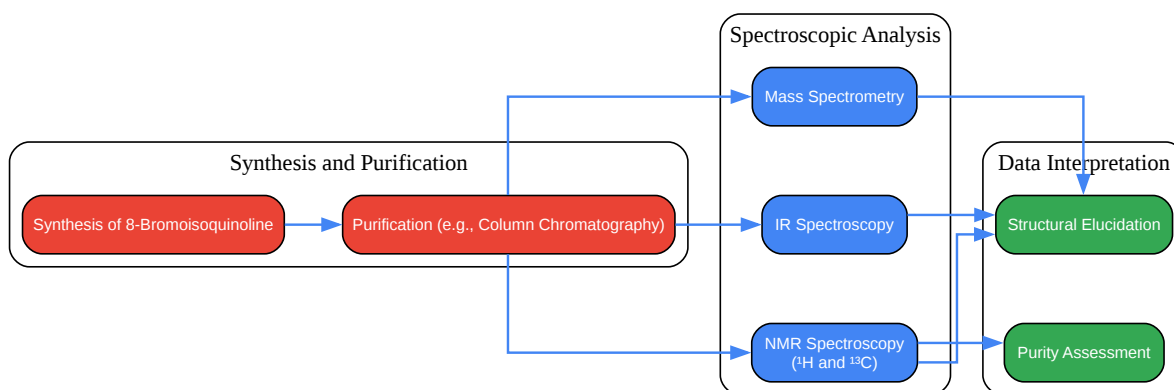 Spectroscopic Analysis
Mass Spectrometry
Synthesis and Purification
Data Interpretation
Synthesis of 8-Bromoisoquinoline
Purification (e.g., Column Chromatography)
IR Spectroscopy
Structural Elucidation
NMR Spectroscopy
(¹H and ¹³C)
Purity Assessment